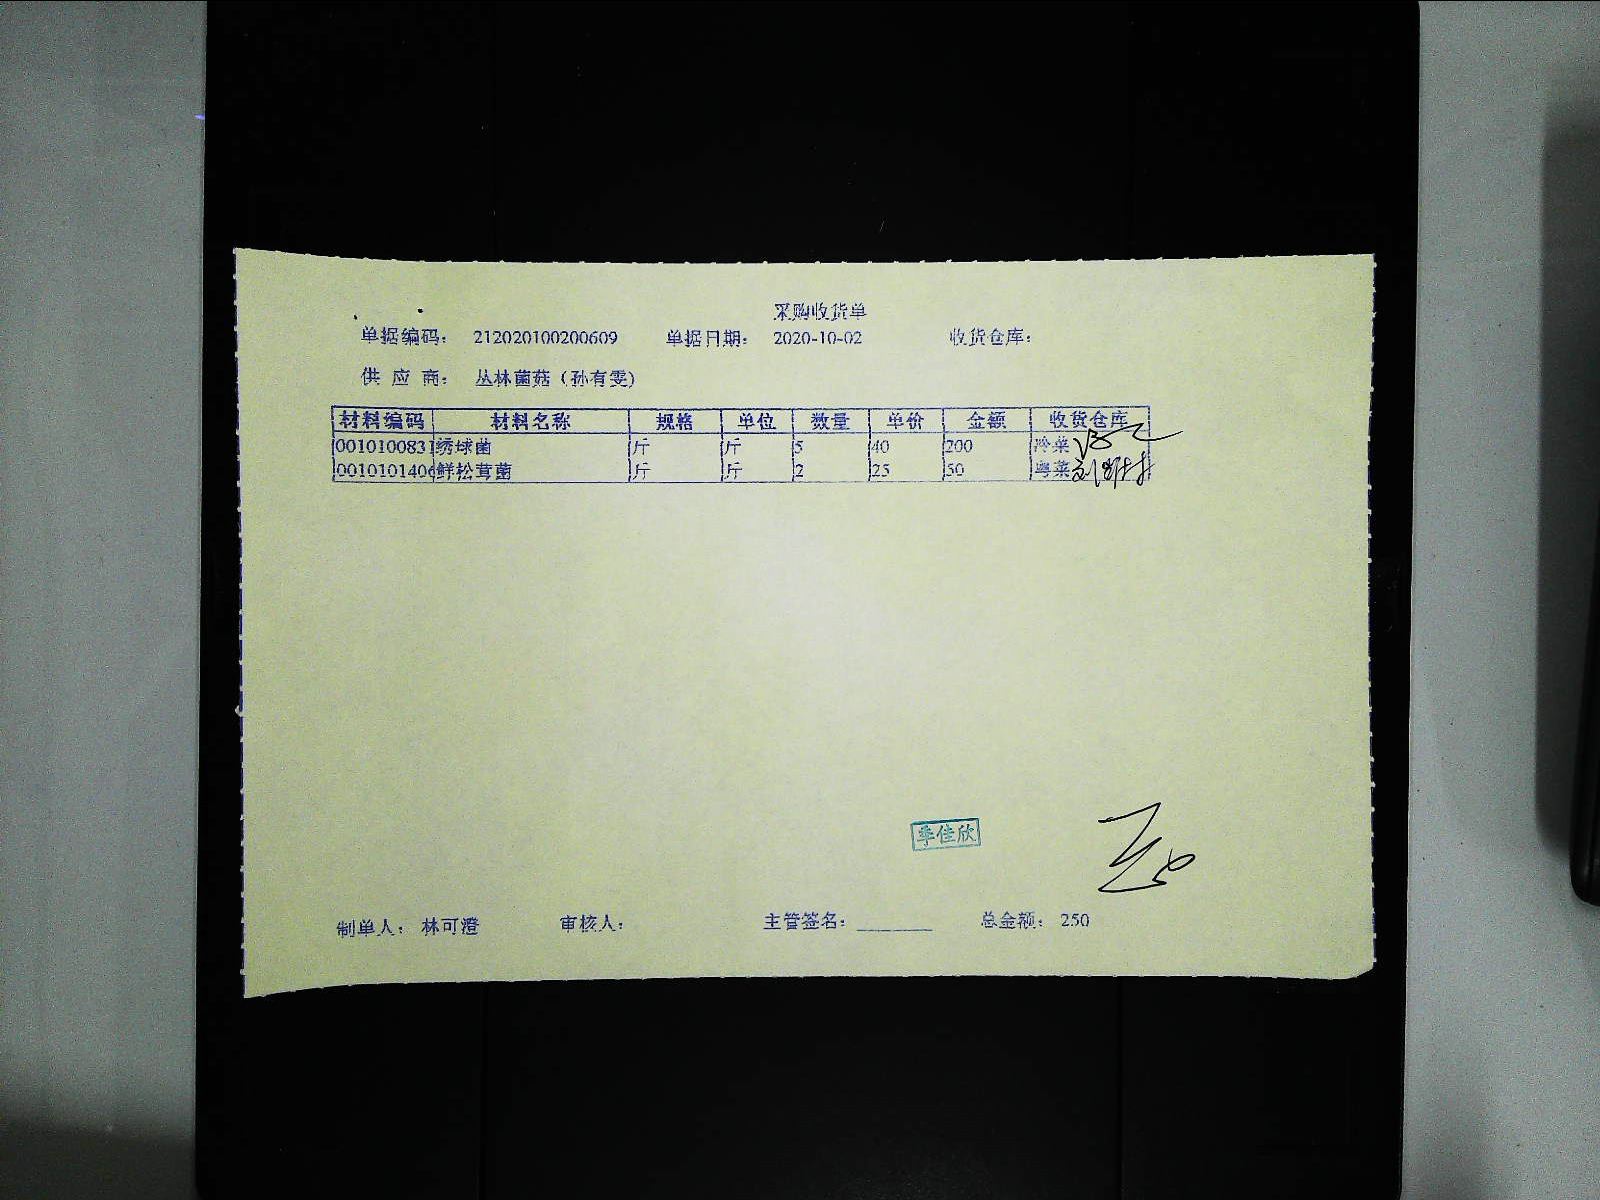 采购收货单
单据编码: 212020100200609 单据日期: 2020-10-02 收货仓库:
供 应 商: 丛林菌菇(孙有雯)
材料编码 材料名称 规格 单位 数量 单价 金额 收货仓库
0010100831 绣球菌 斤 斤 5 40 200 冷菜
0010101406 鲜松茸菌 斤 斤 2 25 50 粤菜
季佳欣
制单人: 林可澄 审核人: 主管签名: ________ 总金额: 250